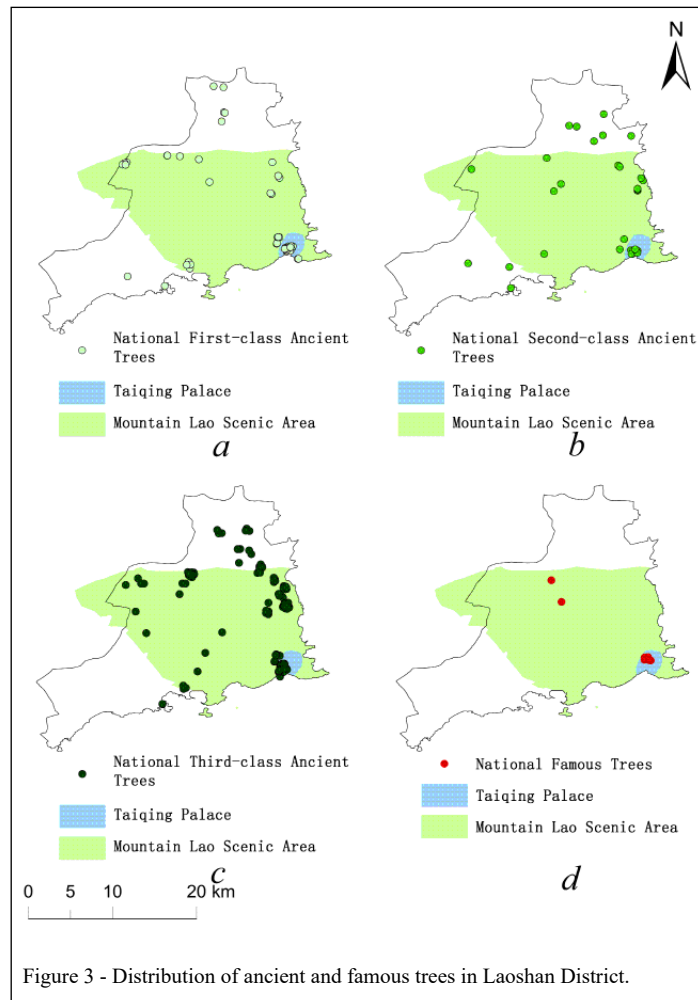 N
National First-class Ancient
Trees
Taiqing Palace
Mountain Lao Scenic Area
a
National Second-class Ancient
Trees
Taiqing Palace
Mountain Lao Scenic Area
b
National Third-class Ancient
Trees
Taiqing Palace
Mountain Lao Scenic Area
c
National Famous Trees
Taiqing Palace
Mountain Lao Scenic Area
d
0 5 10 20 km
Figure 3 - Distribution of ancient and famous trees in Laoshan District.